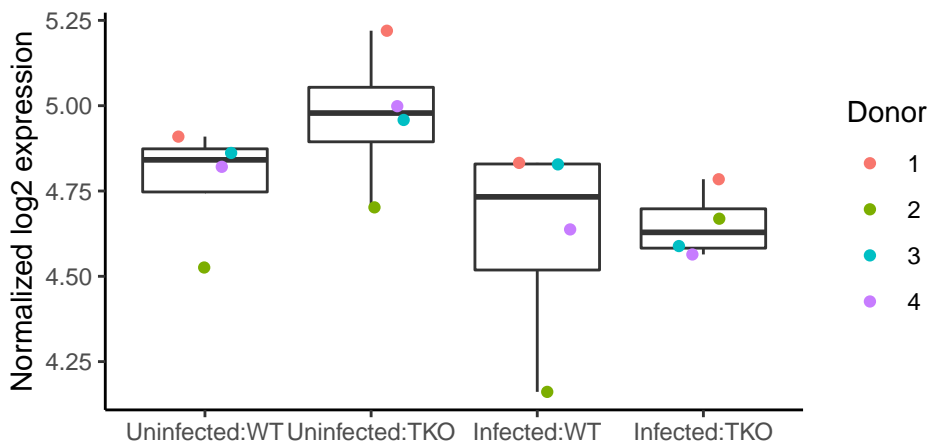 Normalized log2 expression
5.25
5.00
4.75
4.50
4.25
Uninfected:WT
Uninfected:TKO
Infected:WT
Infected:TKO
Donor
1
2
3
4